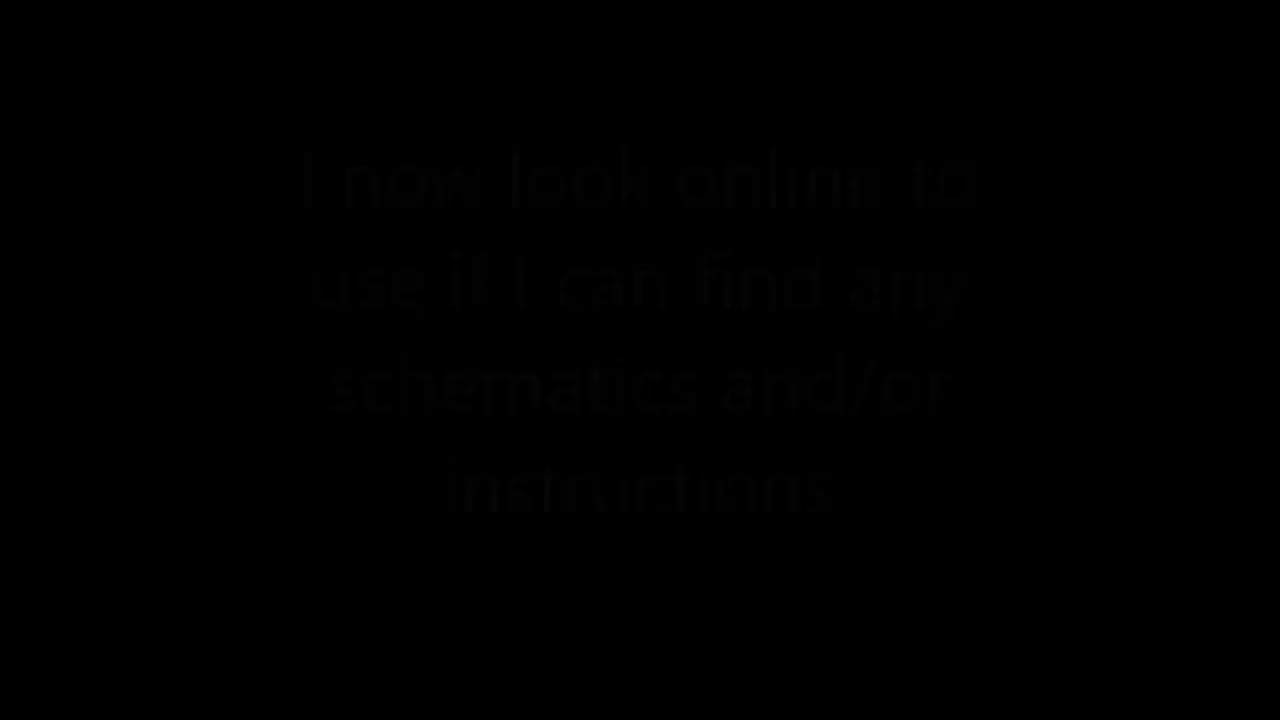 I now look online to
use if I can find any
schematics and/or
instructions